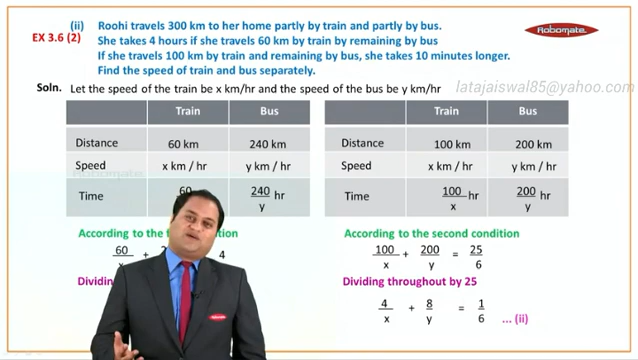 (ii) Roohi travels 300 km to her home partly by train and partly by bus.
EX 3.6 (2)
She takes 4 hours if she travels 60 km by train by remaining by bus
If she travels 100 km by train and remaining by bus, she takes 10 minutes longer.
Find the speed of train and bus separately.
Robomate+
Soln. Let the speed of the train be x km/hr and the speed of the bus be y km/hr
latajaiswal85@yahoo.com
Train Bus
Distance 60 km 240 km
Speed x km / hr y km / hr
Time 60 240/y hr
Train Bus
Distance 100 km 200 km
Speed x km / hr y km / hr
Time 100/x hr 200/y hr
According to the
60/x + 4
According to the second condition
100/x + 200/y = 25/6
Dividing throughout by 25
4/x + 8/y = 1/6 ... (ii)